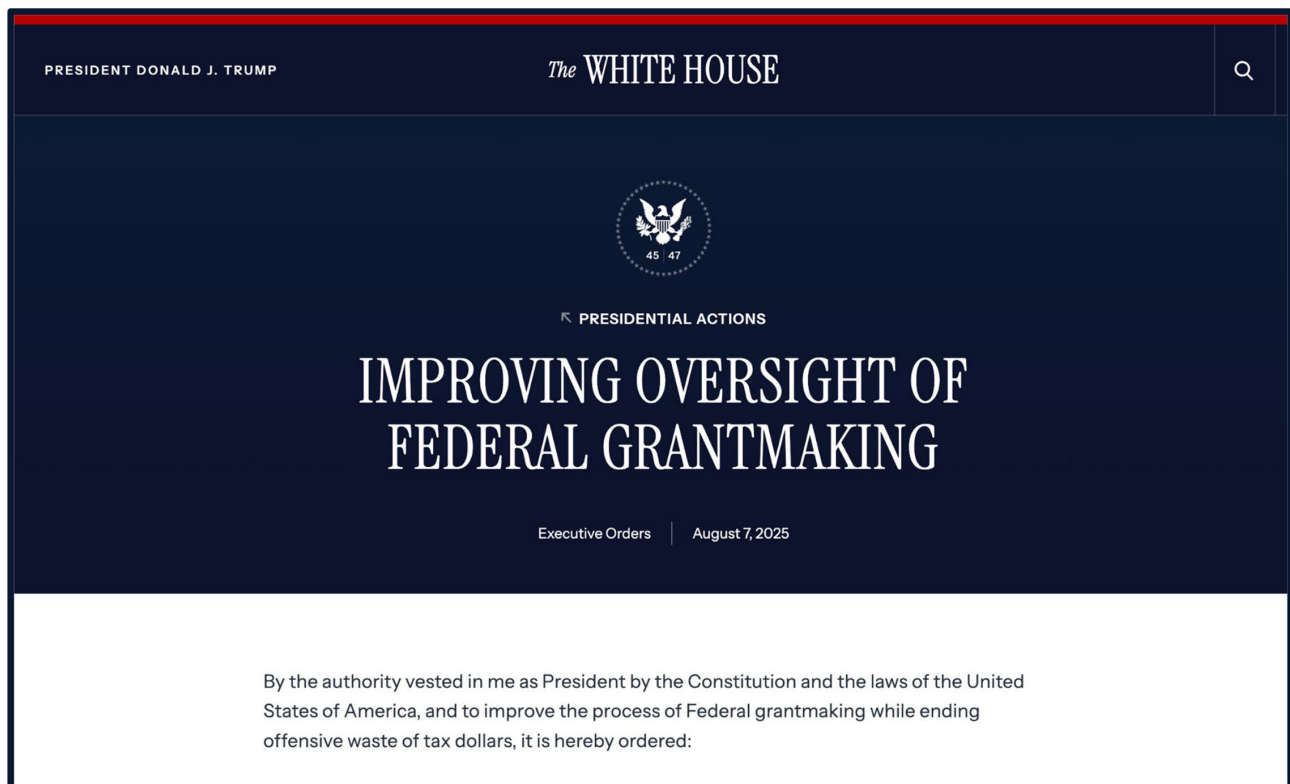 PRESIDENT DONALD J. TRUMP
The WHITE HOUSE
45 | 47
PRESIDENTIAL ACTIONS
IMPROVING OVERSIGHT OF
FEDERAL GRANTMAKING
Executive Orders | August 7, 2025
By the authority vested in me as President by the Constitution and the laws of the United
States of America, and to improve the process of Federal grantmaking while ending
offensive waste of tax dollars, it is hereby ordered: